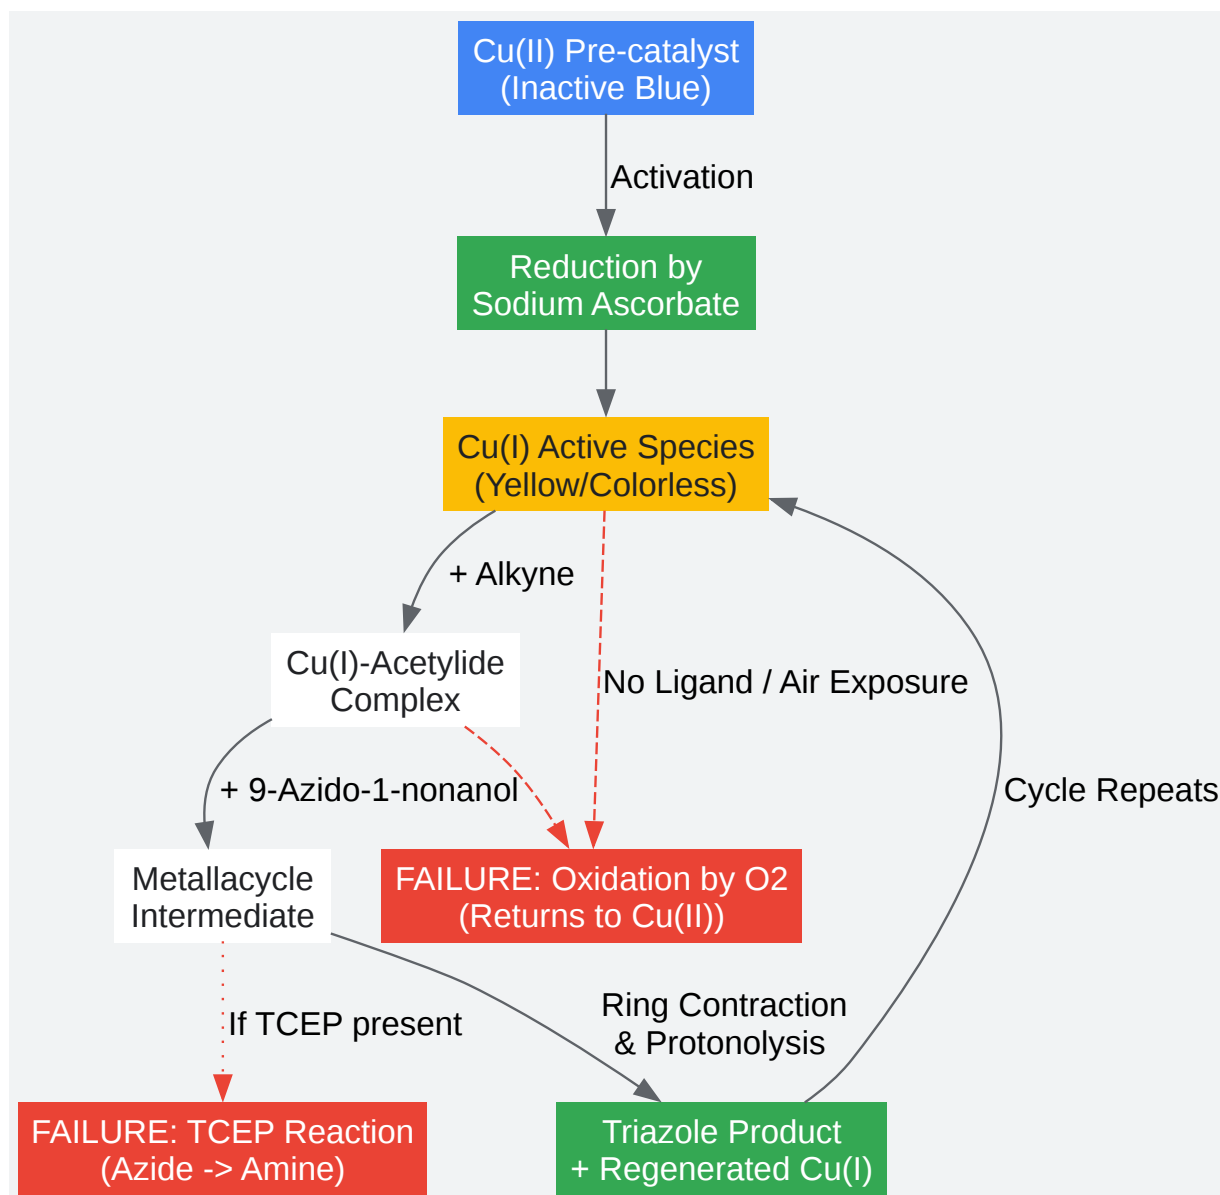 Cu(II) Pre-catalyst
(Inactive Blue)
Activation
Reduction by
Sodium Ascorbate
Cu(I) Active Species
(Yellow/Colorless)
+ Alkyne
Cu(I)-Acetylide
Complex
No Ligand / Air Exposure
+ 9-Azido-1-nonanol
Cycle Repeats
Metallacycle
Intermediate
FAILURE: Oxidation by O2
(Returns to Cu(II))
If TCEP present
Ring Contraction
& Protonolysis
FAILURE: TCEP Reaction
(Azide -> Amine)
Triazole Product
+ Regenerated Cu(I)